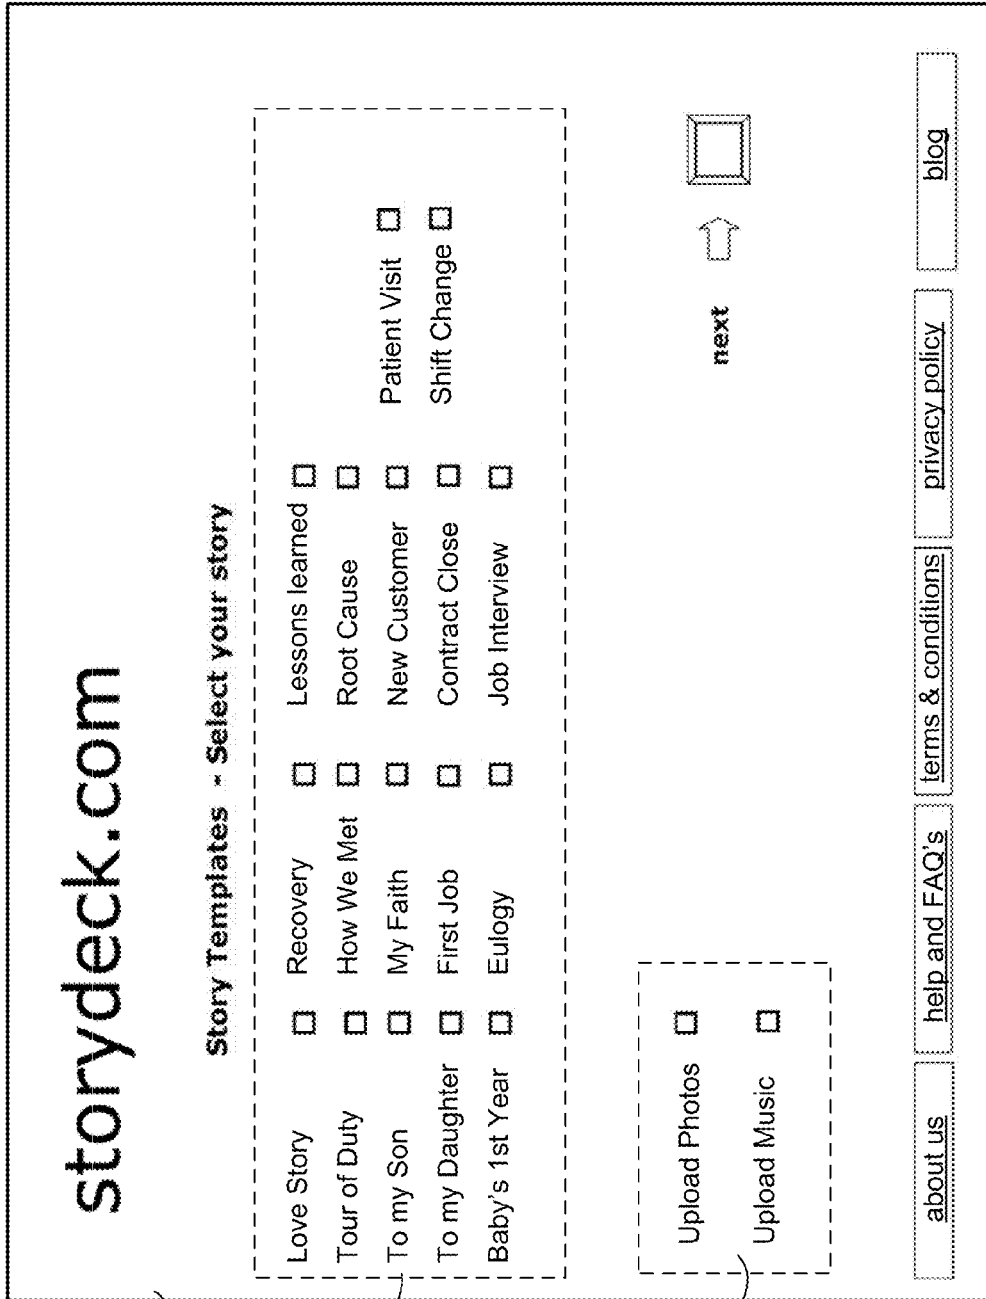 storydeck.com
Story Templates - Select your story
Love Story
Tour of Duty
To my Son
To my Daughter
Baby's 1st Year
Recovery
How We Met
My Faith
First Job
Eulogy
Lessons learned
Root Cause
New Customer
Contract Close
Job Interview
Patient Visit
Shift Change
Upload Photos
Upload Music
next
about us
help and FAQ's
terms & conditions
privacy policy
blog